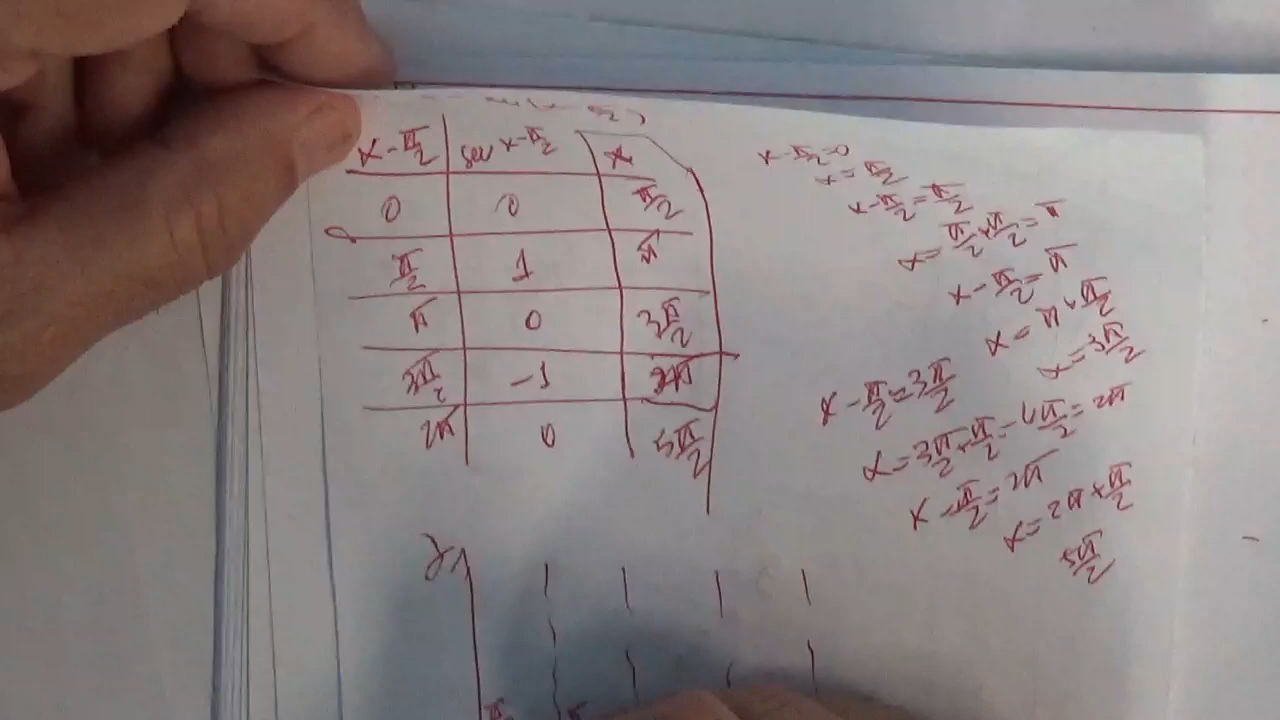 x - π/2 sen x - π/2 x
0 0 π/2
π/2 1 π
π 0 3π/2
3π/2 -1 2π
2π 0 5π/2
x - π/2 = 0
x = π/2
x - π/2 = π/2
x = π/2 + π/2 = π
x - π/2 = π
x = π + π/2
x = 3π/2
x - π/2 = 3π/2
x = 3π/2 + π/2 = 4π/2 = 2π
x - π/2 = 2π
x = 2π + π/2
5π/2